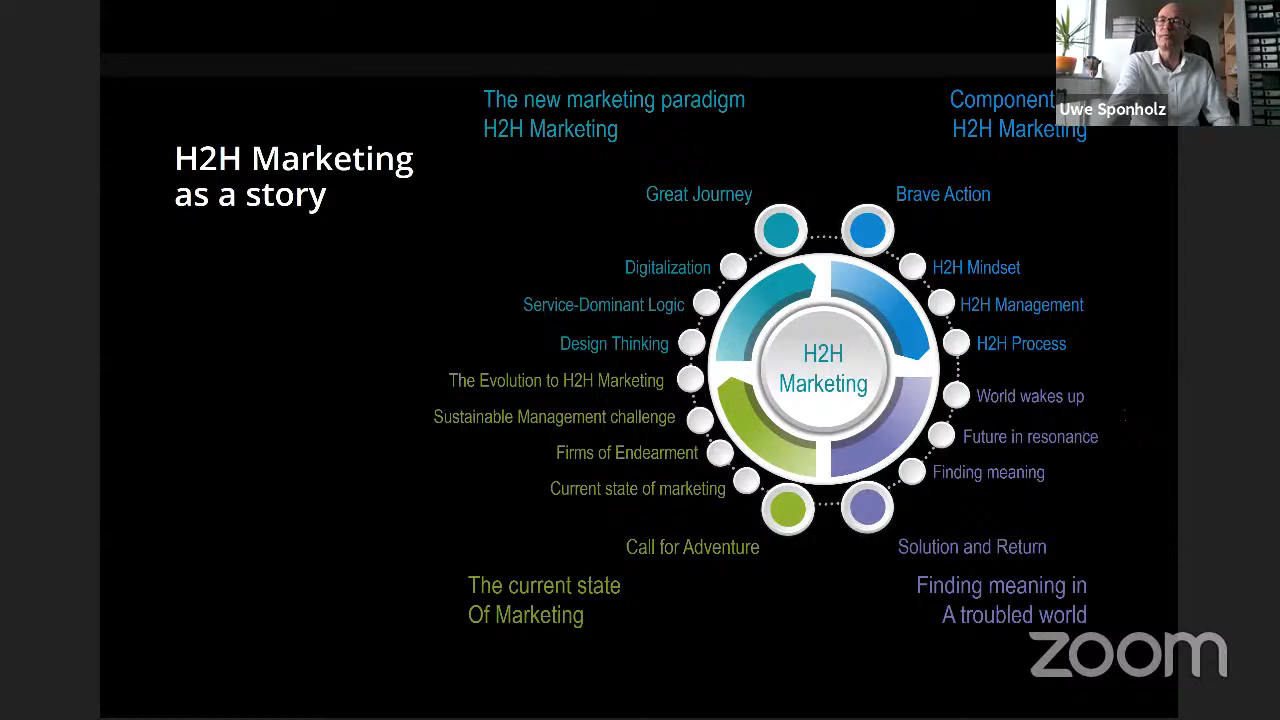 Uwe Sponholz
The new marketing paradigm
H2H Marketing
Component
H2H Marketing
H2H Marketing
as a story
Great Journey
Brave Action
Digitalization
H2H Mindset
Service-Dominant Logic
H2H Management
Design Thinking
H2H Process
H2H
Marketing
The Evolution to H2H Marketing
World wakes up
Sustainable Management challenge
Future in resonance
Firms of Endearment
Finding meaning
Current state of marketing
Call for Adventure
Solution and Return
The current state
Of Marketing
Finding meaning in
A troubled world
zoom